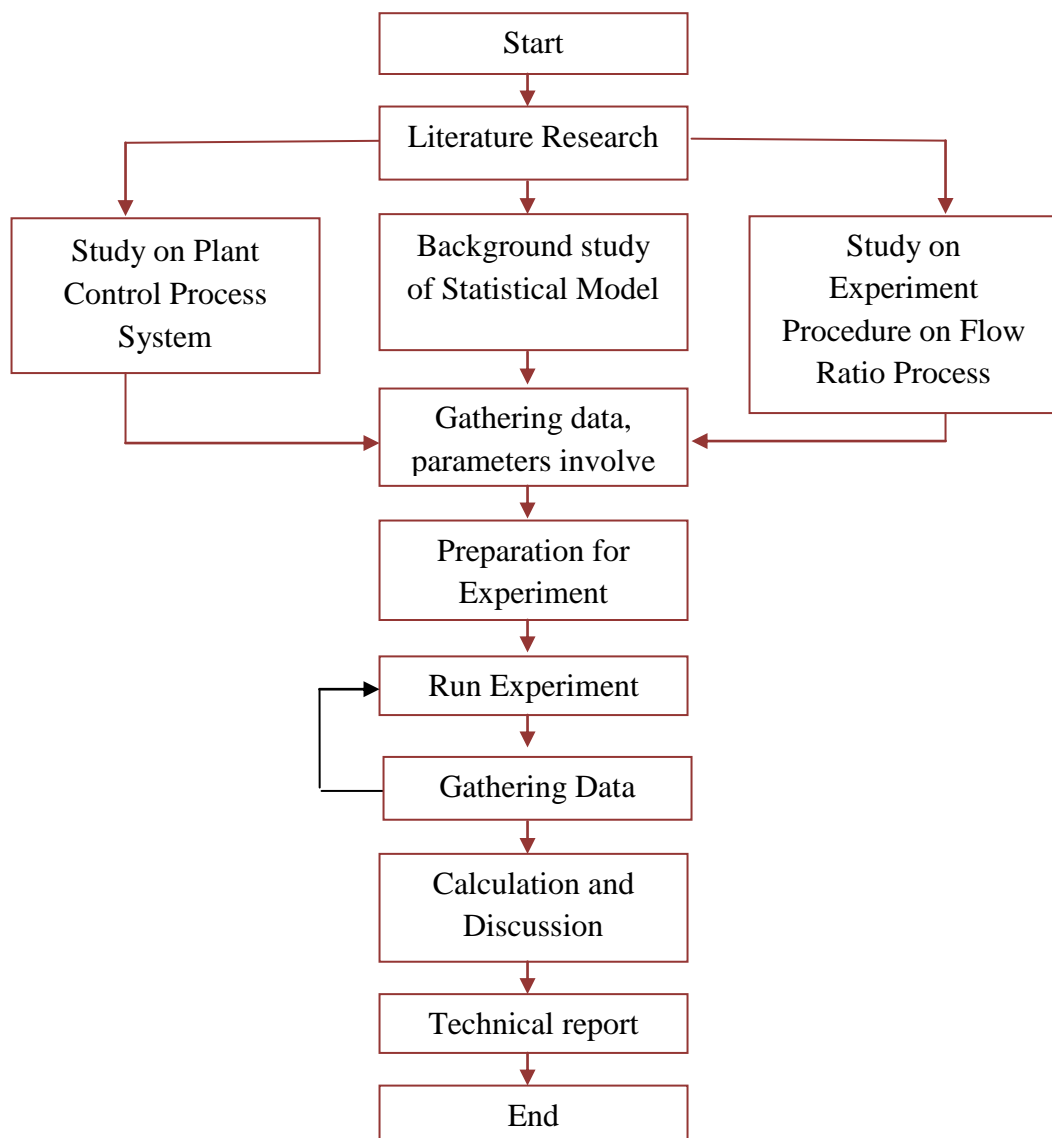 Start
Literature Research
Study on Plant
Control Process
System
Background study
of Statistical Model
Study on
Experiment
Procedure on Flow
Ratio Process
Gathering data,
parameters involve
Preparation for
Experiment
Run Experiment
Gathering Data
Calculation and
Discussion
Technical report
End